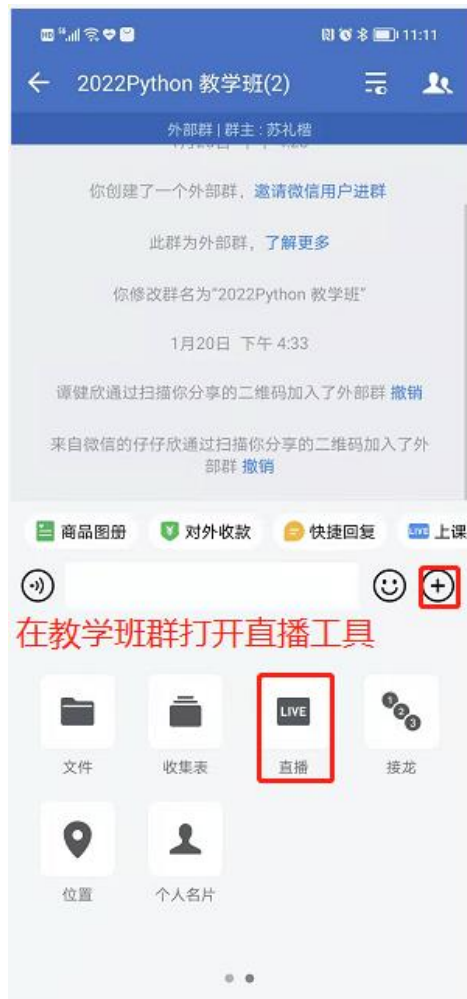 11:11
2022Python 教学班(2)
外部群 | 群主 : 苏礼楷
你创建了一个外部群，邀请微信用户进群
此群为外部群，了解更多
你修改群名为“2022Python 教学班”
1月20日 下午 4:33
谭健欣通过扫描你分享的二维码加入了外部群 撤销
来自微信的仔仔欣通过扫描你分享的二维码加入了外
部群 撤销
商品图册 对外收款 快捷回复 LIVE 上课
在教学班群打开直播工具
LIVE
文件 收集表 直播 接龙
位置 个人名片